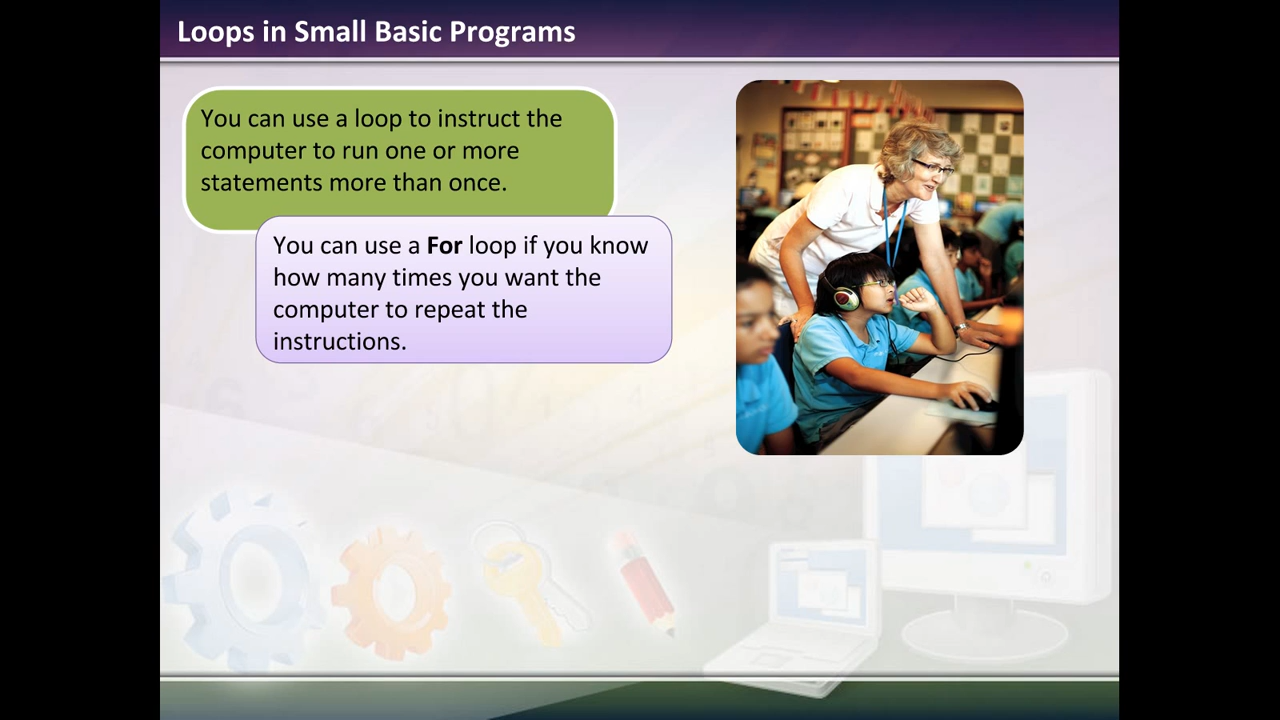 Loops in Small Basic Programs
You can use a loop to instruct the
computer to run one or more
statements more than once.
You can use a For loop if you know
how many times you want the
computer to repeat the
instructions.